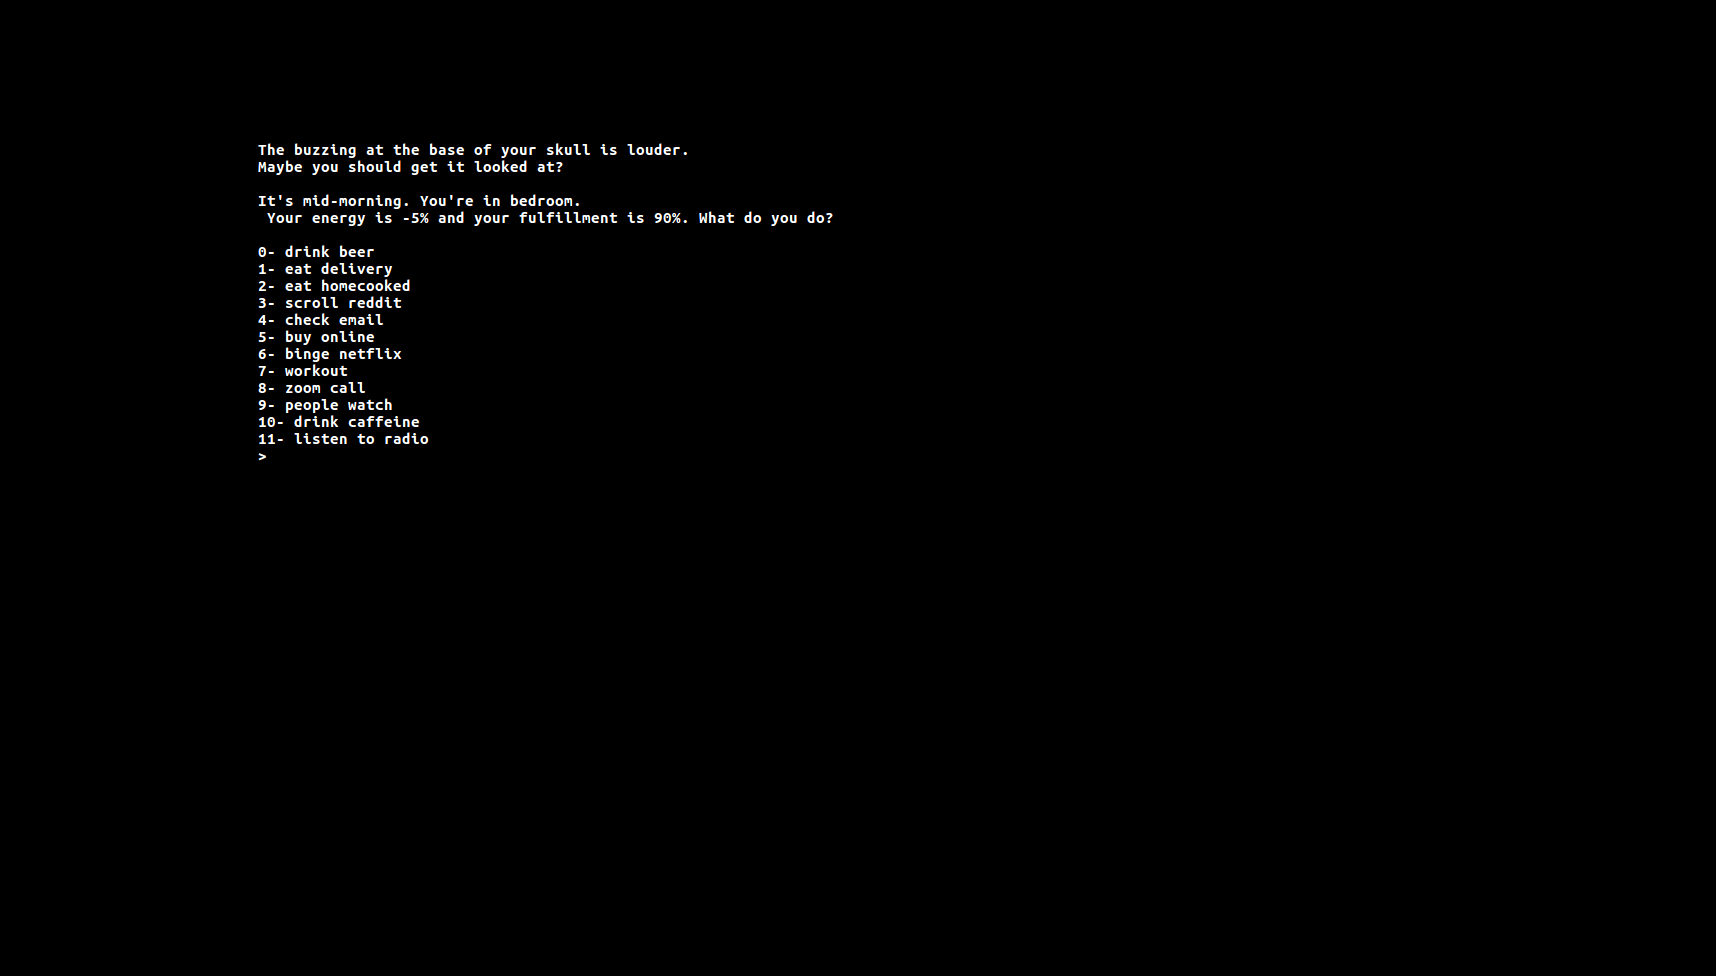 The buzzing at the base of your skull is louder.
Maybe you should get it looked at?
It's mid-morning. You're in bedroom.
Your energy is -5% and your fulfillment is 90%. What do you do?
0- drink beer
1- eat delivery
2- eat homecooked
3- scroll reddit
4- check email
5- buy online
6- binge netflix
7- workout
8- zoom call
9- people watch
10- drink caffeine
11- listen to radio
>